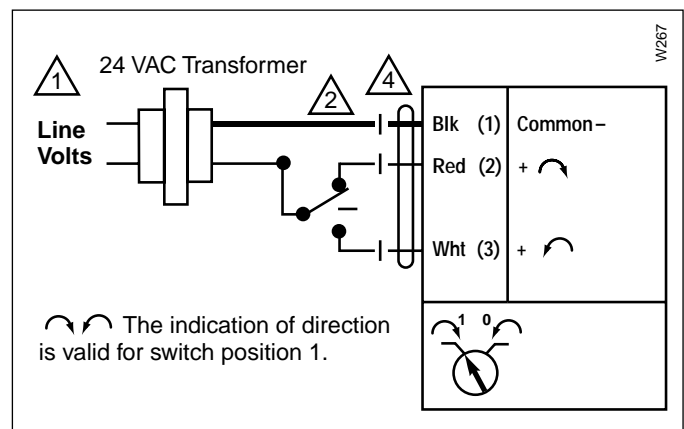 W267
1 24 VAC Transformer
2 4
Line
Volts
Blk (1) Common –
Red (2) +
Wht (3) +
The indication of direction
is valid for switch position 1.
1 0